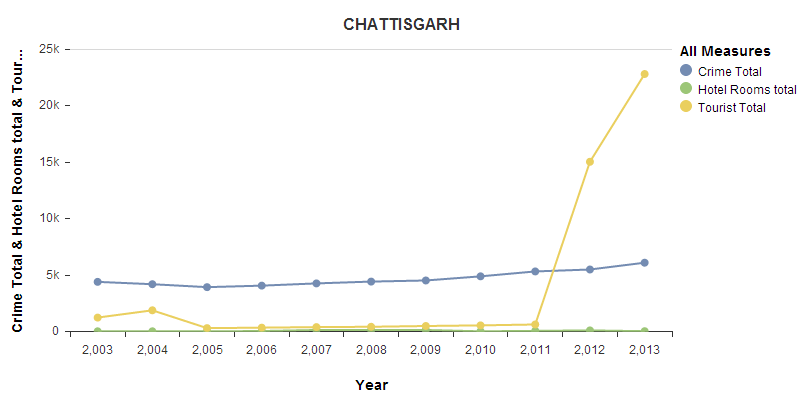 CHATTISGARH
Crime Total & Hotel Rooms total & Tour...
25k
20k
15k
10k
5k
0
2,003 2,004 2,005 2,006 2,007 2,008 2,009 2,010 2,011 2,012 2,013
Year
All Measures
Crime Total
Hotel Rooms total
Tourist Total